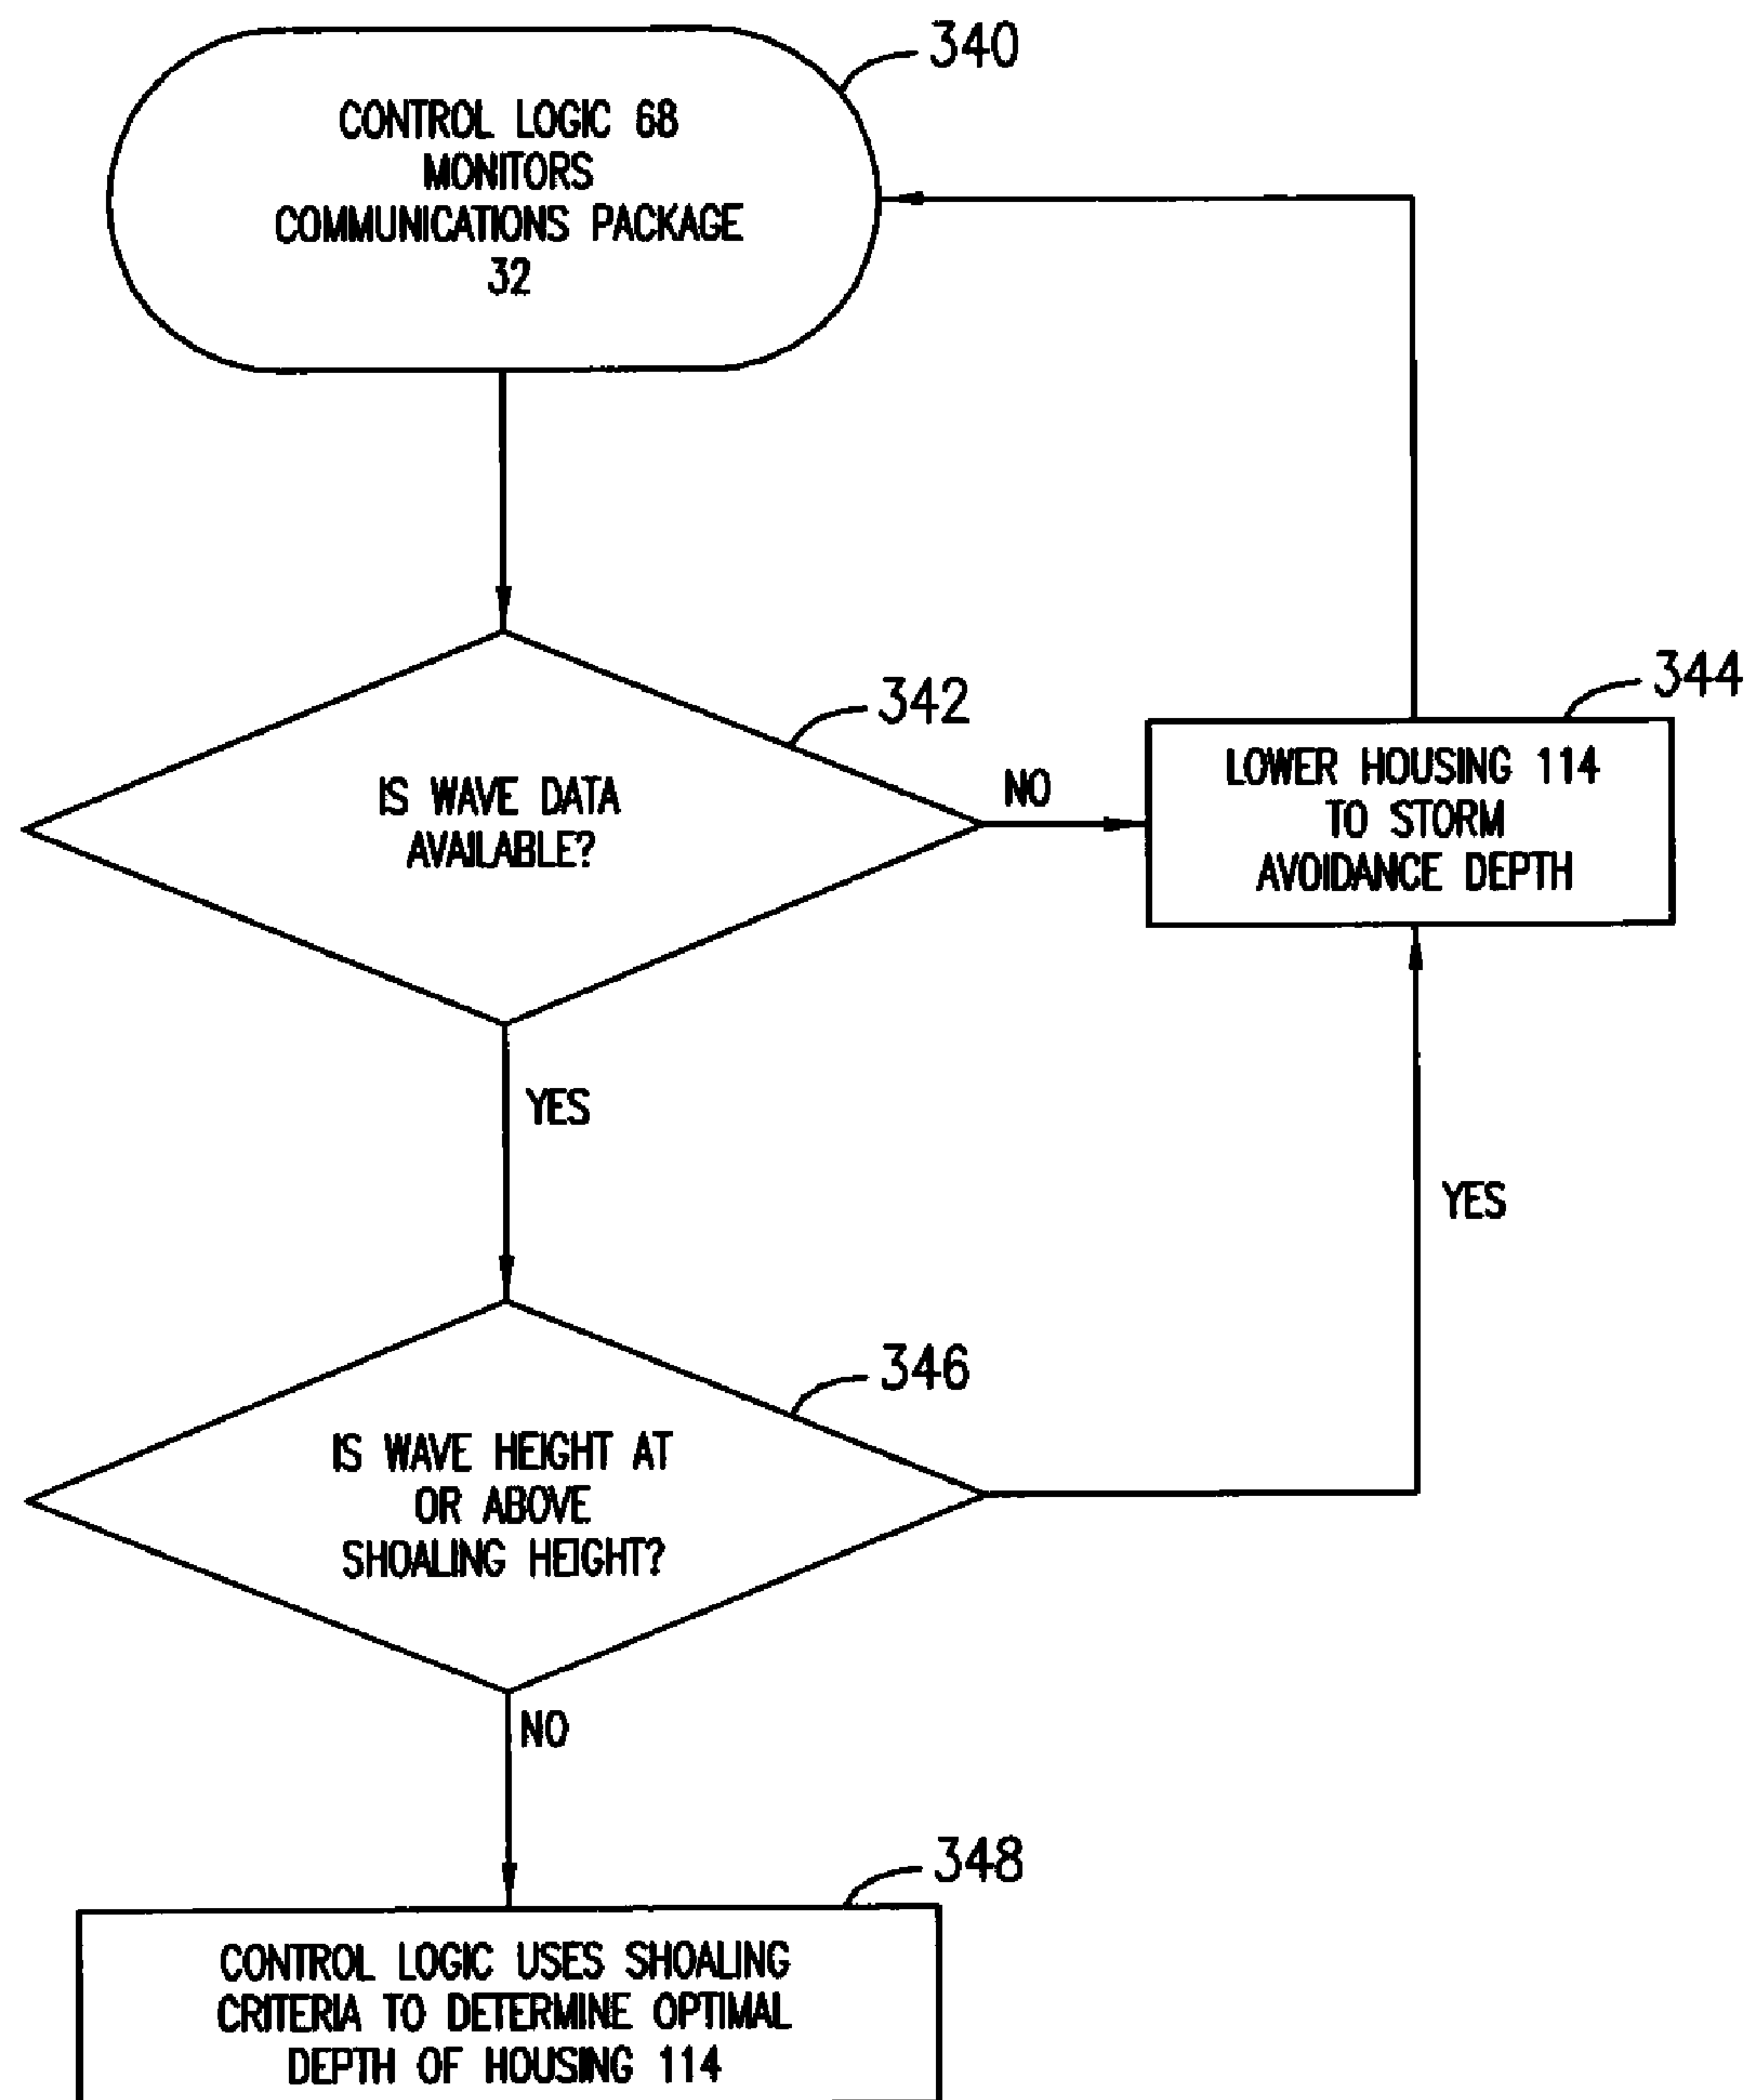 340
CONTROL LOGIC 68
MONITORS
COMMUNICATIONS PACKAGE
32
342
IS WAVE DATA
AVAILABLE?
NO
344
LOWER HOUSING 114
TO STORM
AVOIDANCE DEPTH
YES
YES
346
IS WAVE HEIGHT AT
OR ABOVE
SHOALING HEIGHT?
NO
348
CONTROL LOGIC USES SHOALING
CRITERIA TO DETERMINE OPTIMAL
DEPTH OF HOUSING 114